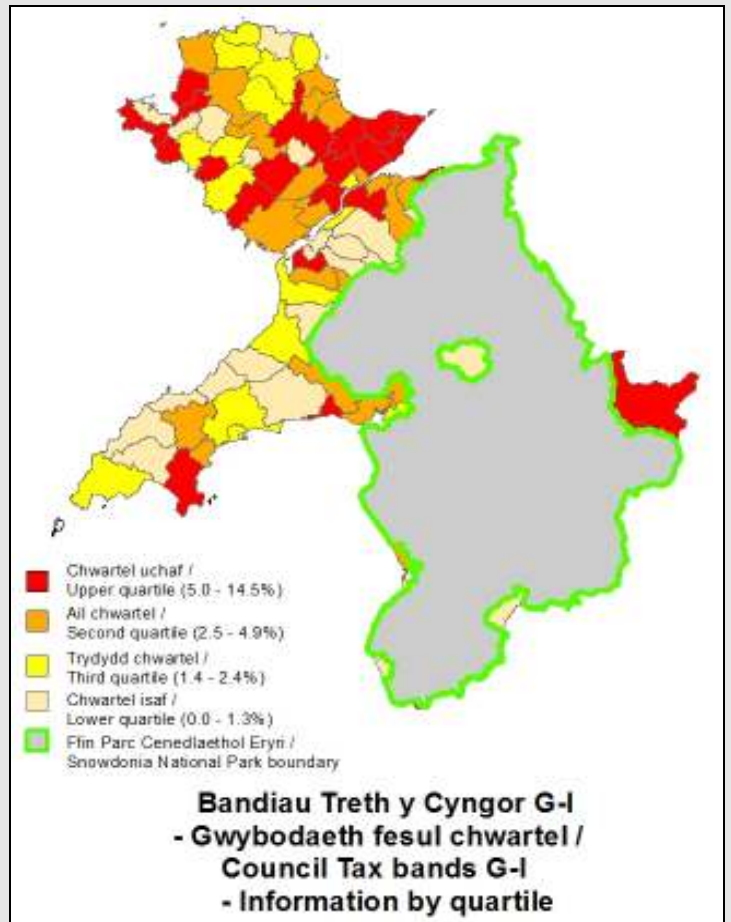 Chwartel uchaf /
Upper quartile (5.0 - 14.5%)
Ail chwartel /
Second quartile (2.5 - 4.9%)
Trydydd chwartel /
Third quartile (1.4 - 2.4%)
Chwartel isaf /
Lower quartile (0.0 - 1.3%)
Ffin Parc Cenedlaethol Eryri /
Snowdonia National Park boundary
Bandiau Treth y Cyngor G-I
- Gwybodaeth fesul chwartel /
Council Tax bands G-I
- Information by quartile